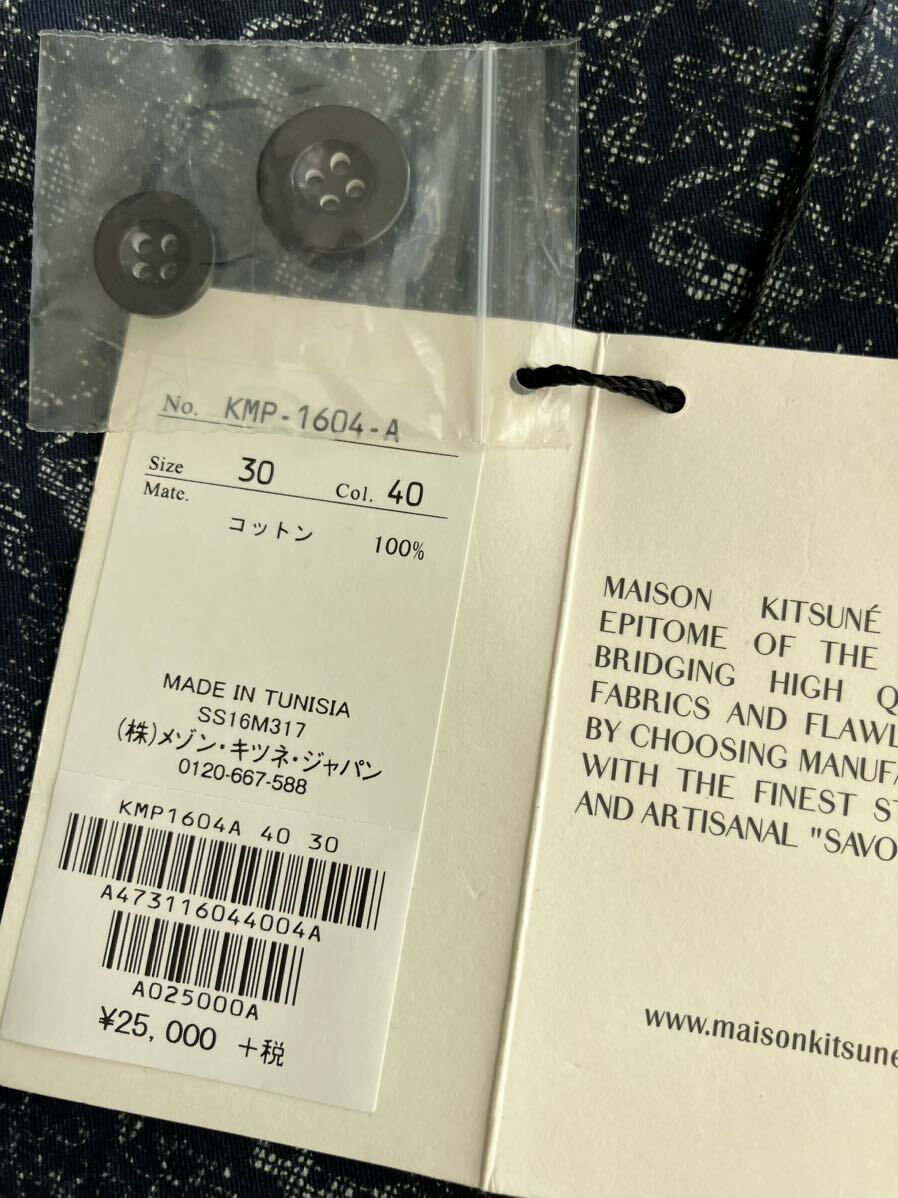 No. KMP-1604-A
Size 30 Col. 40
Mate.
コットン 100%
MADE IN TUNISIA
SS16M317
(株)メゾン・キツネ・ジャパン
0120-667-588
KMP1604A 40 30
A473116044004A
A025000A
¥25,000 +税
MAISON KITSUNÉ
EPITOME OF THE
BRIDGING HIGH Q
FABRICS AND FLAWL
BY CHOOSING MANUFA
WITH THE FINEST ST
AND ARTISANAL "SAVO
www.maisonkitsune